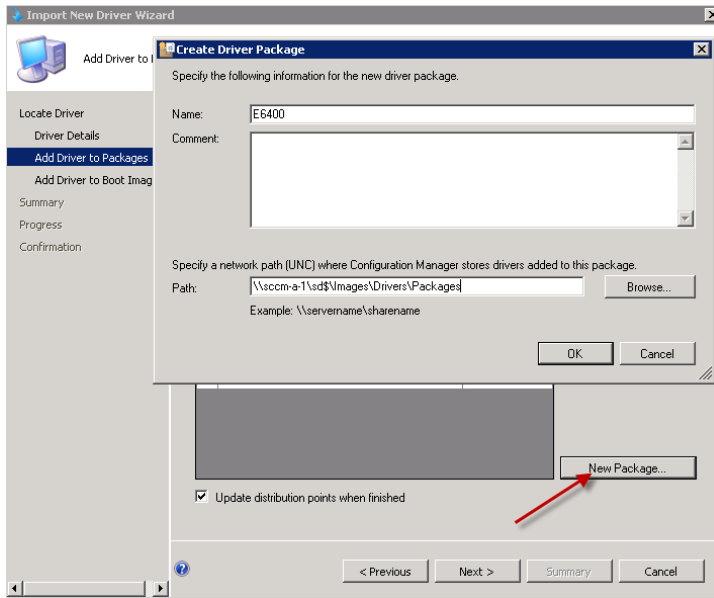 Import New Driver Wizard
Add Driver to
Create Driver Package
Specify the following information for the new driver package.
Locate Driver
Driver Details
Add Driver to Packages
Add Driver to Boot Imag
Summary
Progress
Confirmation
Name:
E6400
Comment:
Specify a network path (UNC) where Configuration Manager stores drivers added to this package.
Path:
\\sccm-a-1\sd$\Images\Drivers\Packages
Browse...
Example: \\servername\sharename
OK
Cancel
New Package...
Update distribution points when finished
< Previous
Next >
Summary
Cancel